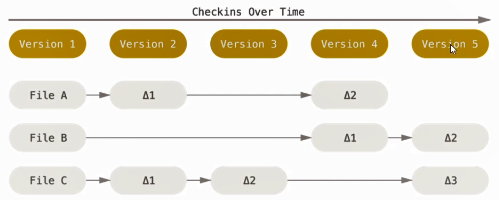 Checkins Over Time
Version 1 Version 2 Version 3 Version 4 Version 5
File A Δ1 Δ2
File B Δ1 Δ2
File C Δ1 Δ2 Δ3